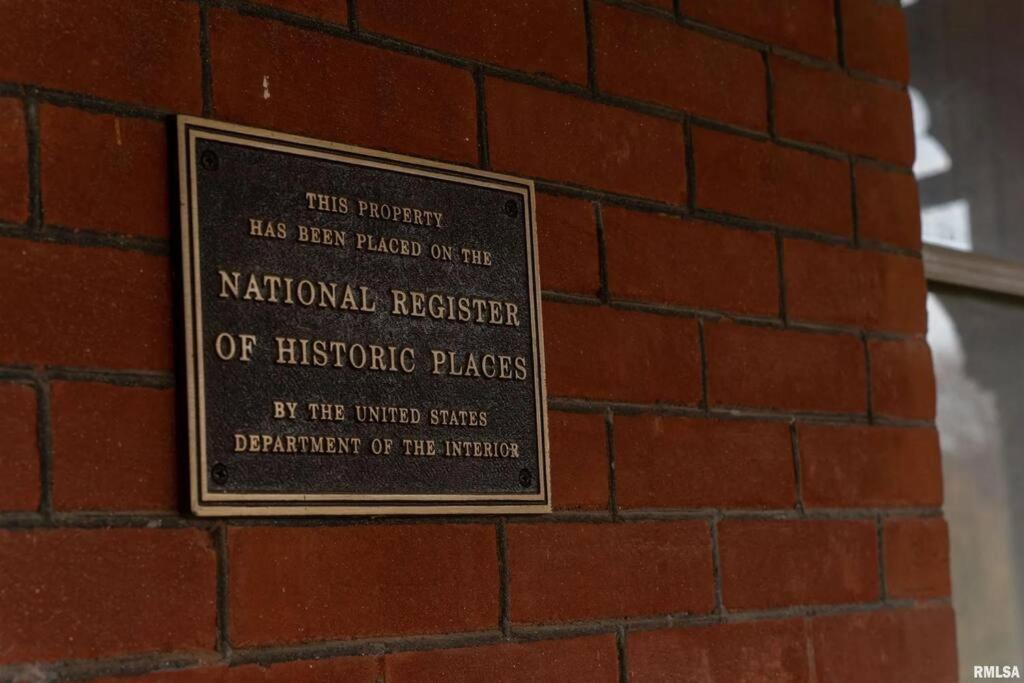 THIS PROPERTY
HAS BEEN PLACED ON THE
NATIONAL REGISTER
OF HISTORIC PLACES
BY THE UNITED STATES
DEPARTMENT OF THE INTERIOR
RMLSA